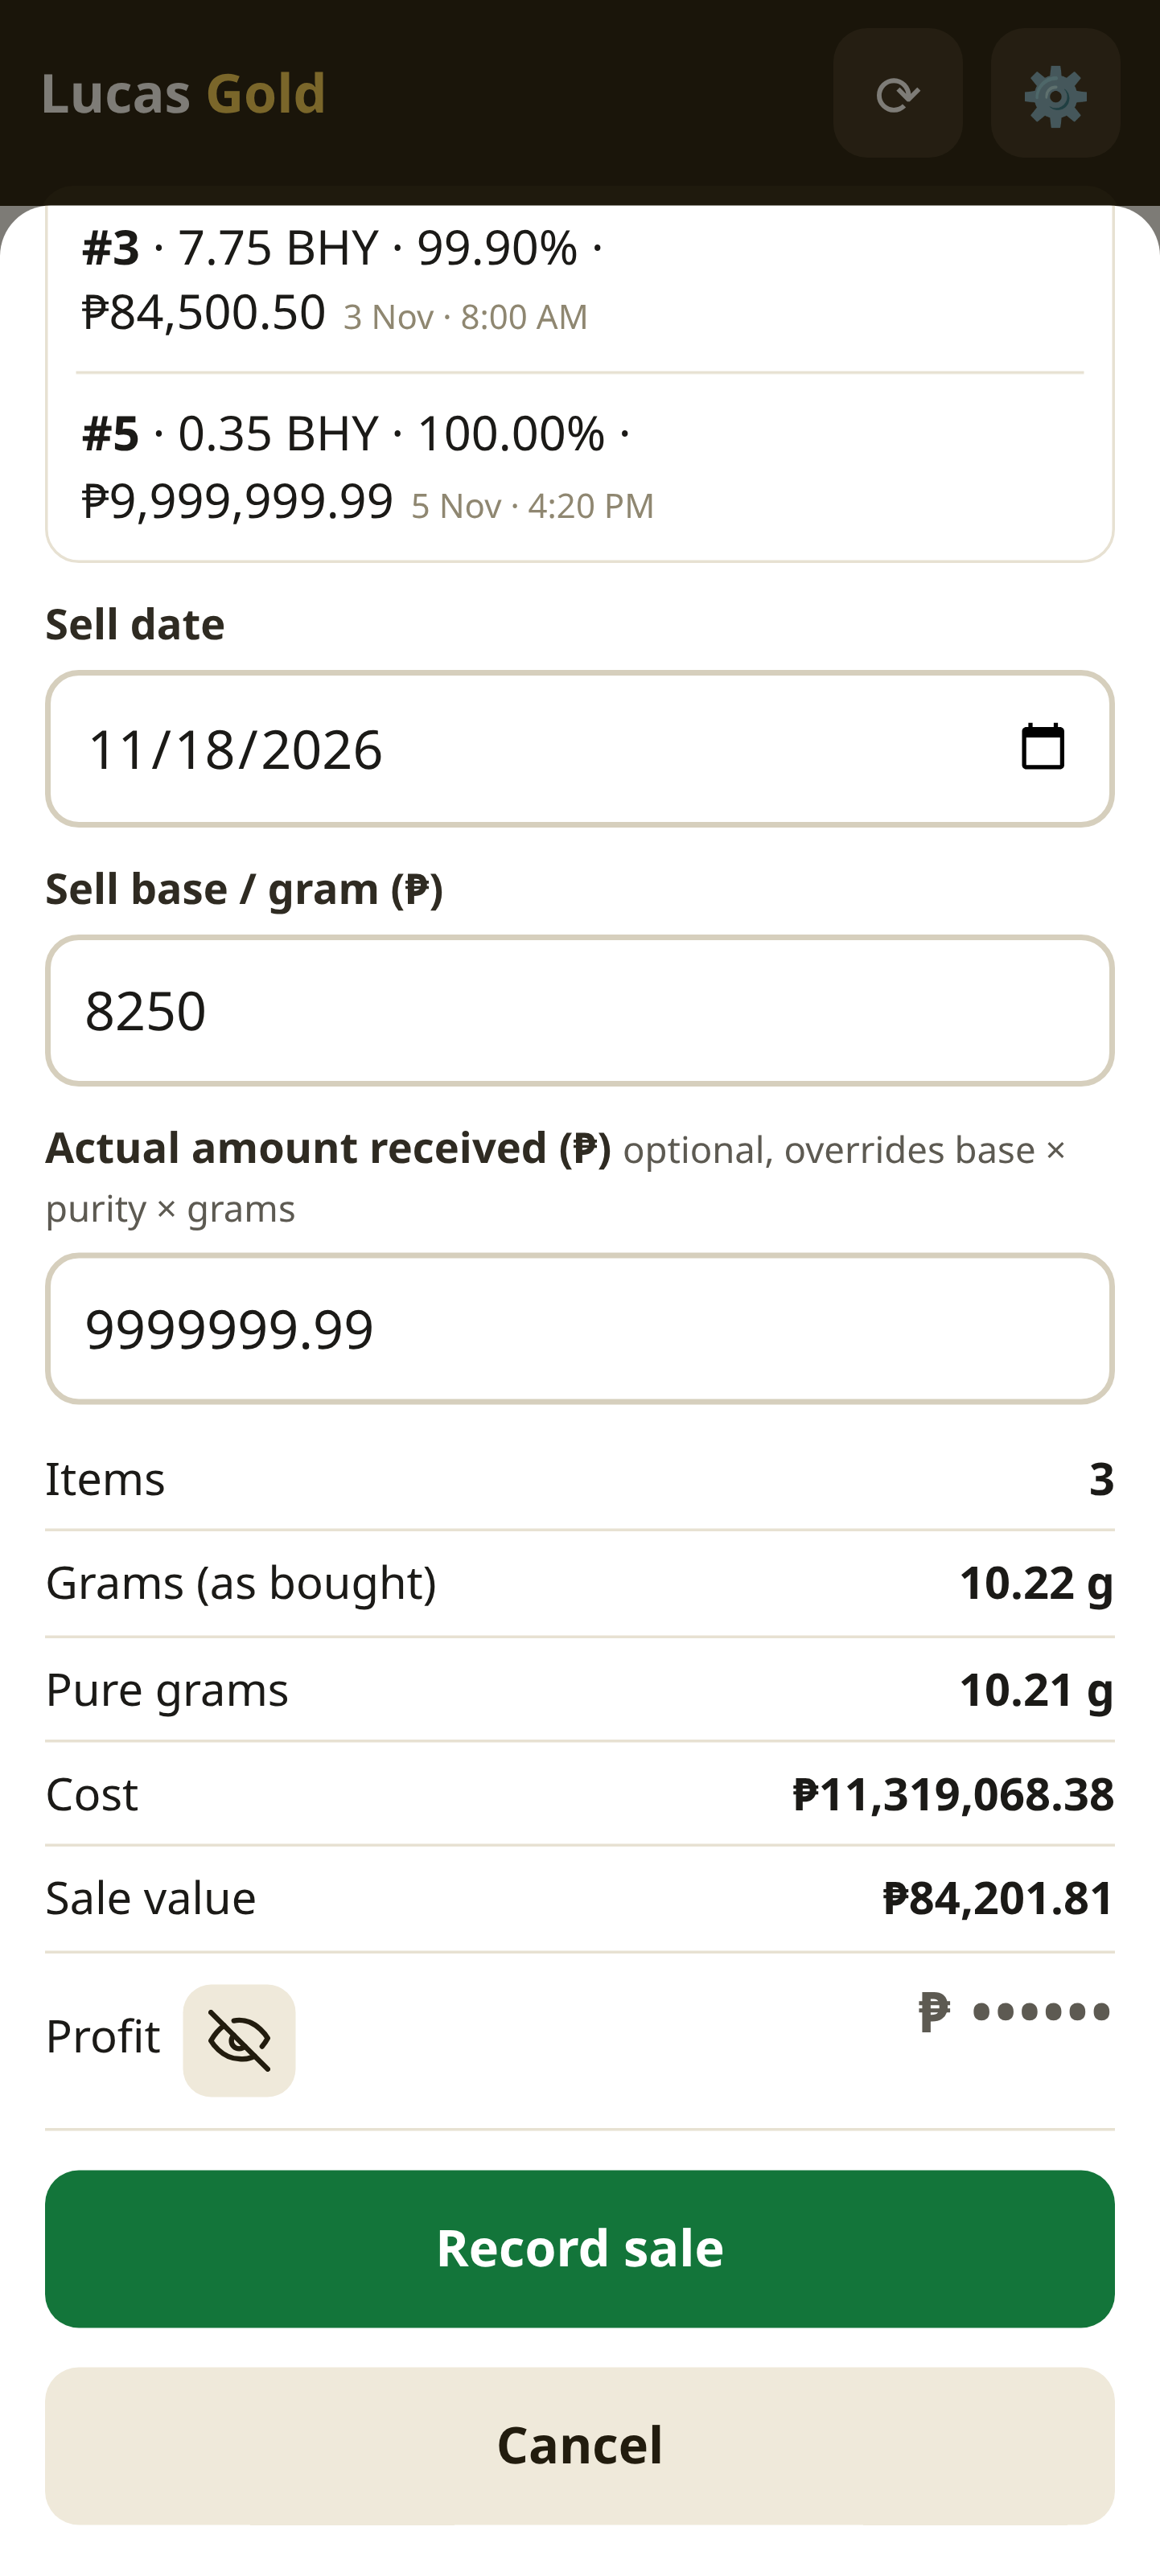 Lucas Gold
#3 · 7.75 BHY · 99.90% ·
₱84,500.50 3 Nov · 8:00 AM
#5 · 0.35 BHY · 100.00% ·
₱9,999,999.99 5 Nov · 4:20 PM
Sell date
11/18/2026
Sell base / gram (₱)
8250
Actual amount received (₱) optional, overrides base ×
purity × grams
9999999.99
Items 3
Grams (as bought) 10.22 g
Pure grams 10.21 g
Cost ₱11,319,068.38
Sale value ₱84,201.81
Profit ₱ ••••••
Record sale
Cancel